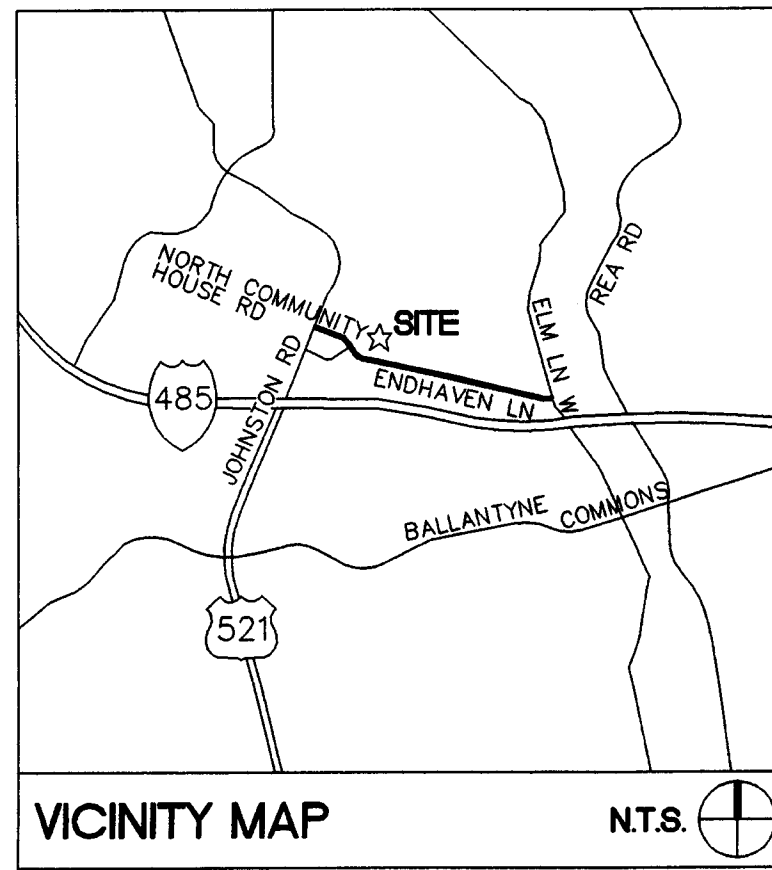 NORTH COMMUNITY
HOUSE RD
SITE
REA RD
ELM LN W
ENDHAVEN LN
JOHNSTON RD
485
BALLANTYNE COMMONS
521
VICINITY MAP
N.T.S.